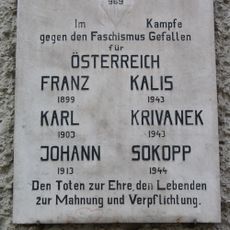 969
Im Kampfe
gegen den Faschismus Gefallen
für
ÖSTERREICH
FRANZ KALIS
1899 1943
KARL KRIVANEK
1903 1943
JOHANN SOKOPP
1913 1944
Den Toten zur Ehre, den Lebenden
zur Mahnung und Verpflichtung.